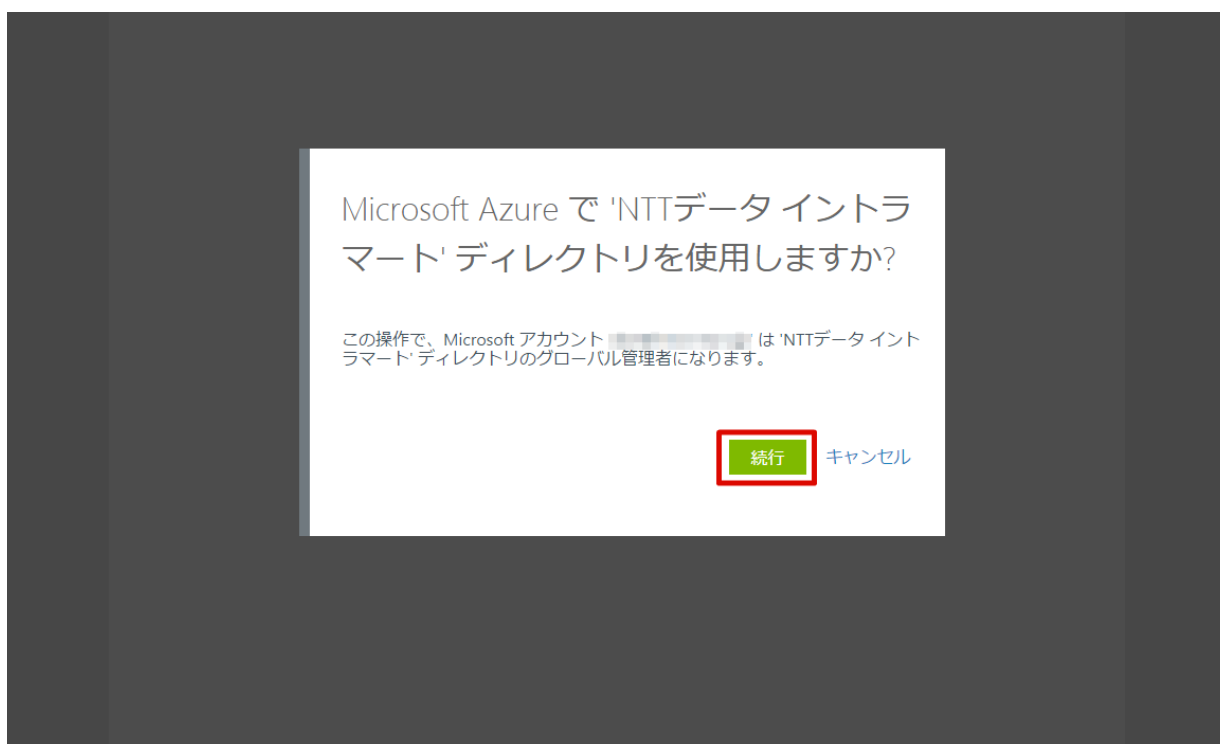 Microsoft Azure で 'NTTデータ イントラ
マート' ディレクトリを使用しますか?
この操作で、Microsoft アカウント は 'NTTデータ イント
ラマート' ディレクトリのグローバル管理者になります。
続行 キャンセル